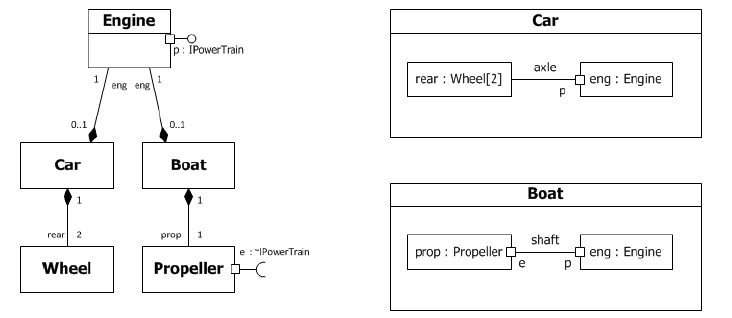 Engine
p : IPowerTrain
1 eng eng 1
0..1 0..1
Car Boat
1 1
rear 2 prop 1
e : ~IPowerTrain
Wheel Propeller
Car
axle
rear : Wheel[2] eng : Engine
p
Boat
shaft
prop : Propeller eng : Engine
e p